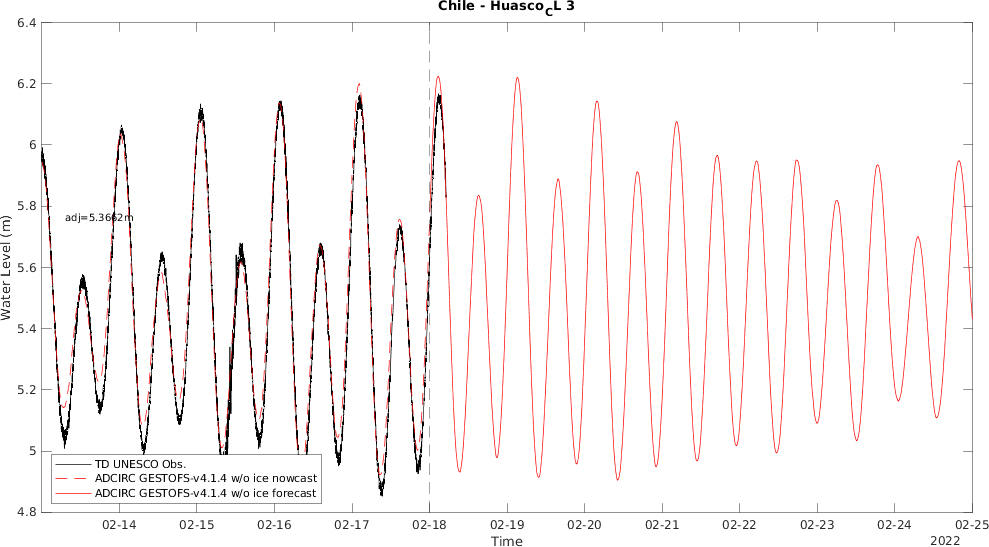 Chile - Huasco_CL 3
6.4
6.2
6
5.8
5.6
5.4
5.2
5
4.8
Water Level (m)
adj=5.3662m
TD UNESCO Obs.
ADCIRC GESTOFS-v4.1.4 w/o ice nowcast
ADCIRC GESTOFS-v4.1.4 w/o ice forecast
02-14 02-15 02-16 02-17 02-18 02-19 02-20 02-21 02-22 02-23 02-24 02-25
Time
2022